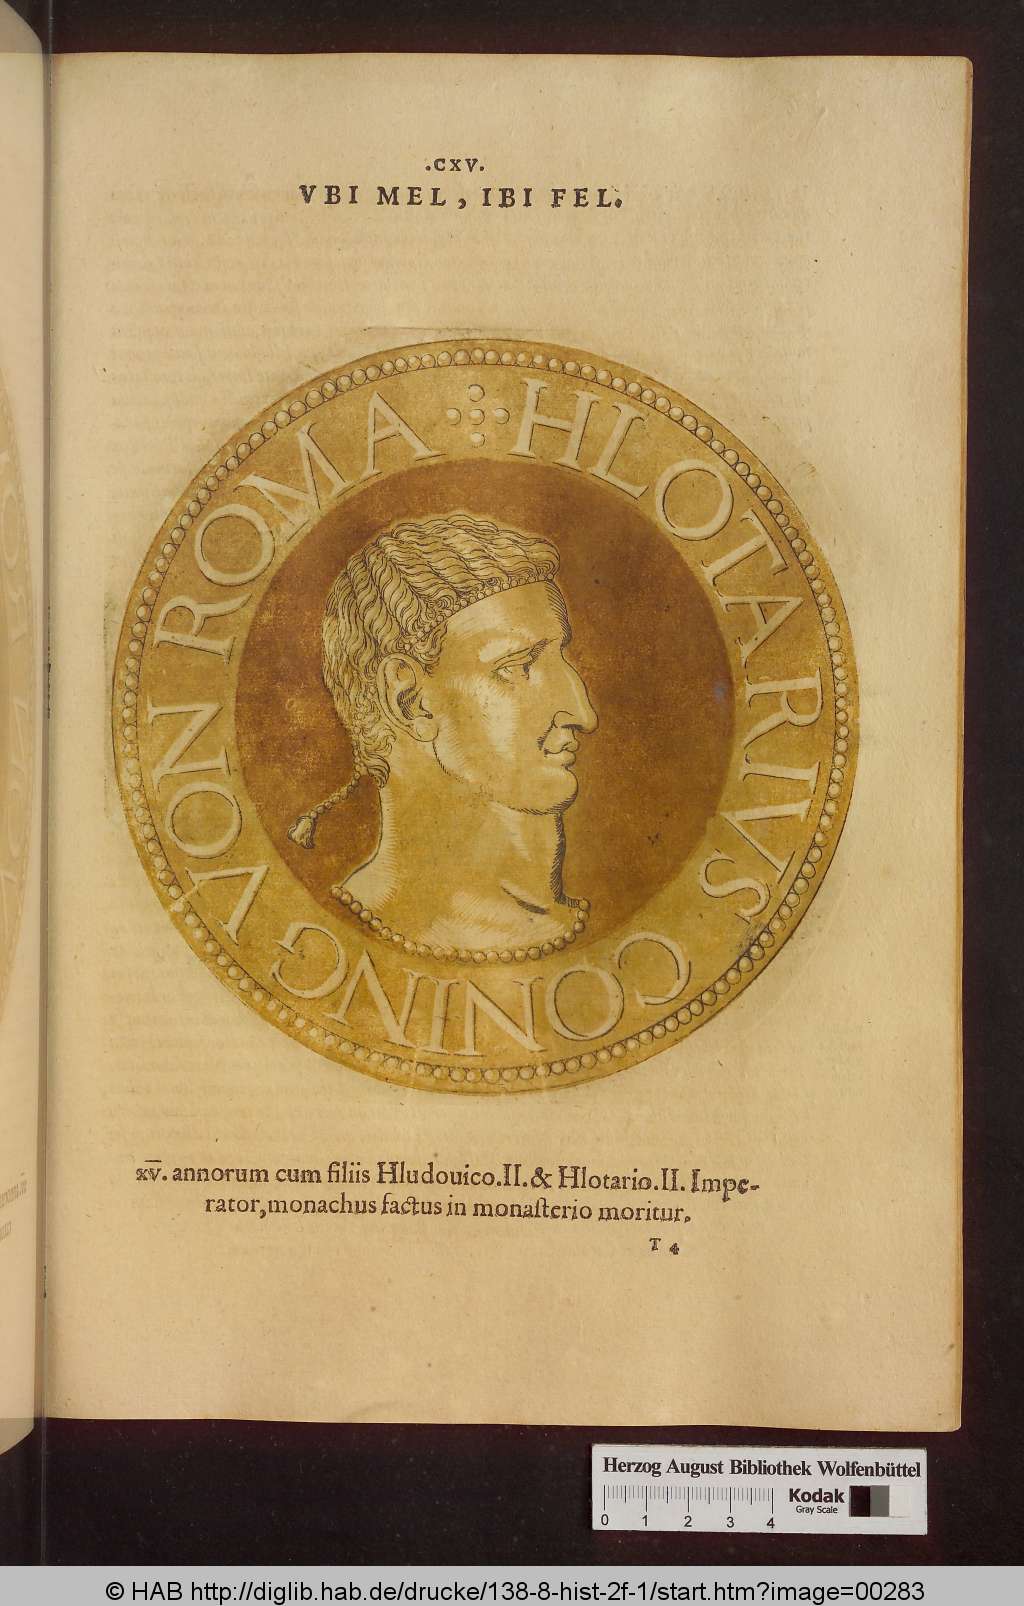 .CXV.
VBI MEL, IBI FEL.
HLOTARIVS CONINVG VON ROMA
xv̅. annorum cum filiis Hludouico.II.& Hlotario.II. Impe-
rator,monachus factus in monaſterio moritur.
T 4
Herzog August Bibliothek Wolfenbüttel
Kodak
Gray Scale
0 1 2 3 4
© HAB http://diglib.hab.de/drucke/138-8-hist-2f-1/start.htm?image=00283